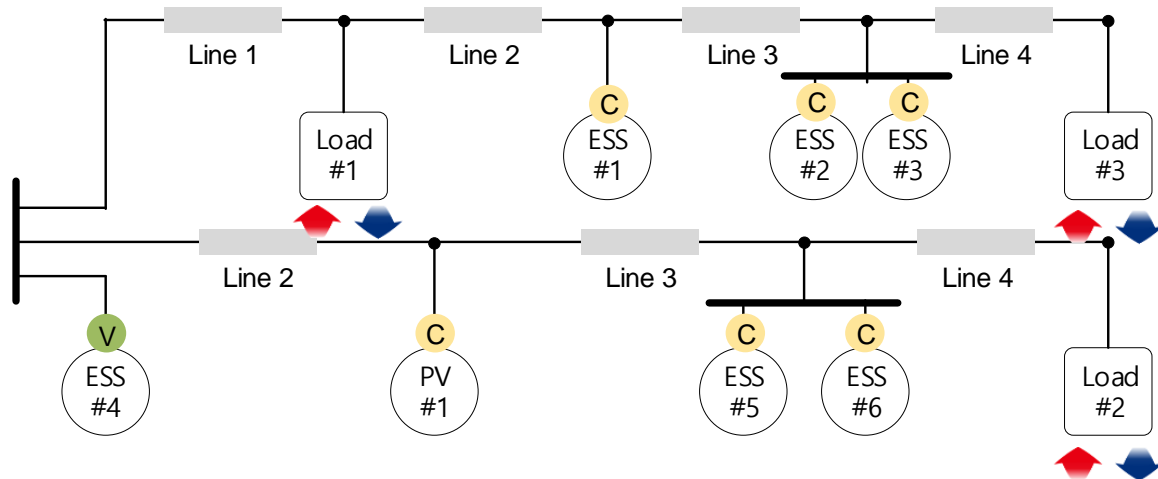 Line 1
Line 2
Line 3
Line 4
Load
#1
C
ESS
#1
C
ESS
#2
C
ESS
#3
Load
#3
Line 2
Line 3
Line 4
V
ESS
#4
C
PV
#1
C
ESS
#5
C
ESS
#6
Load
#2